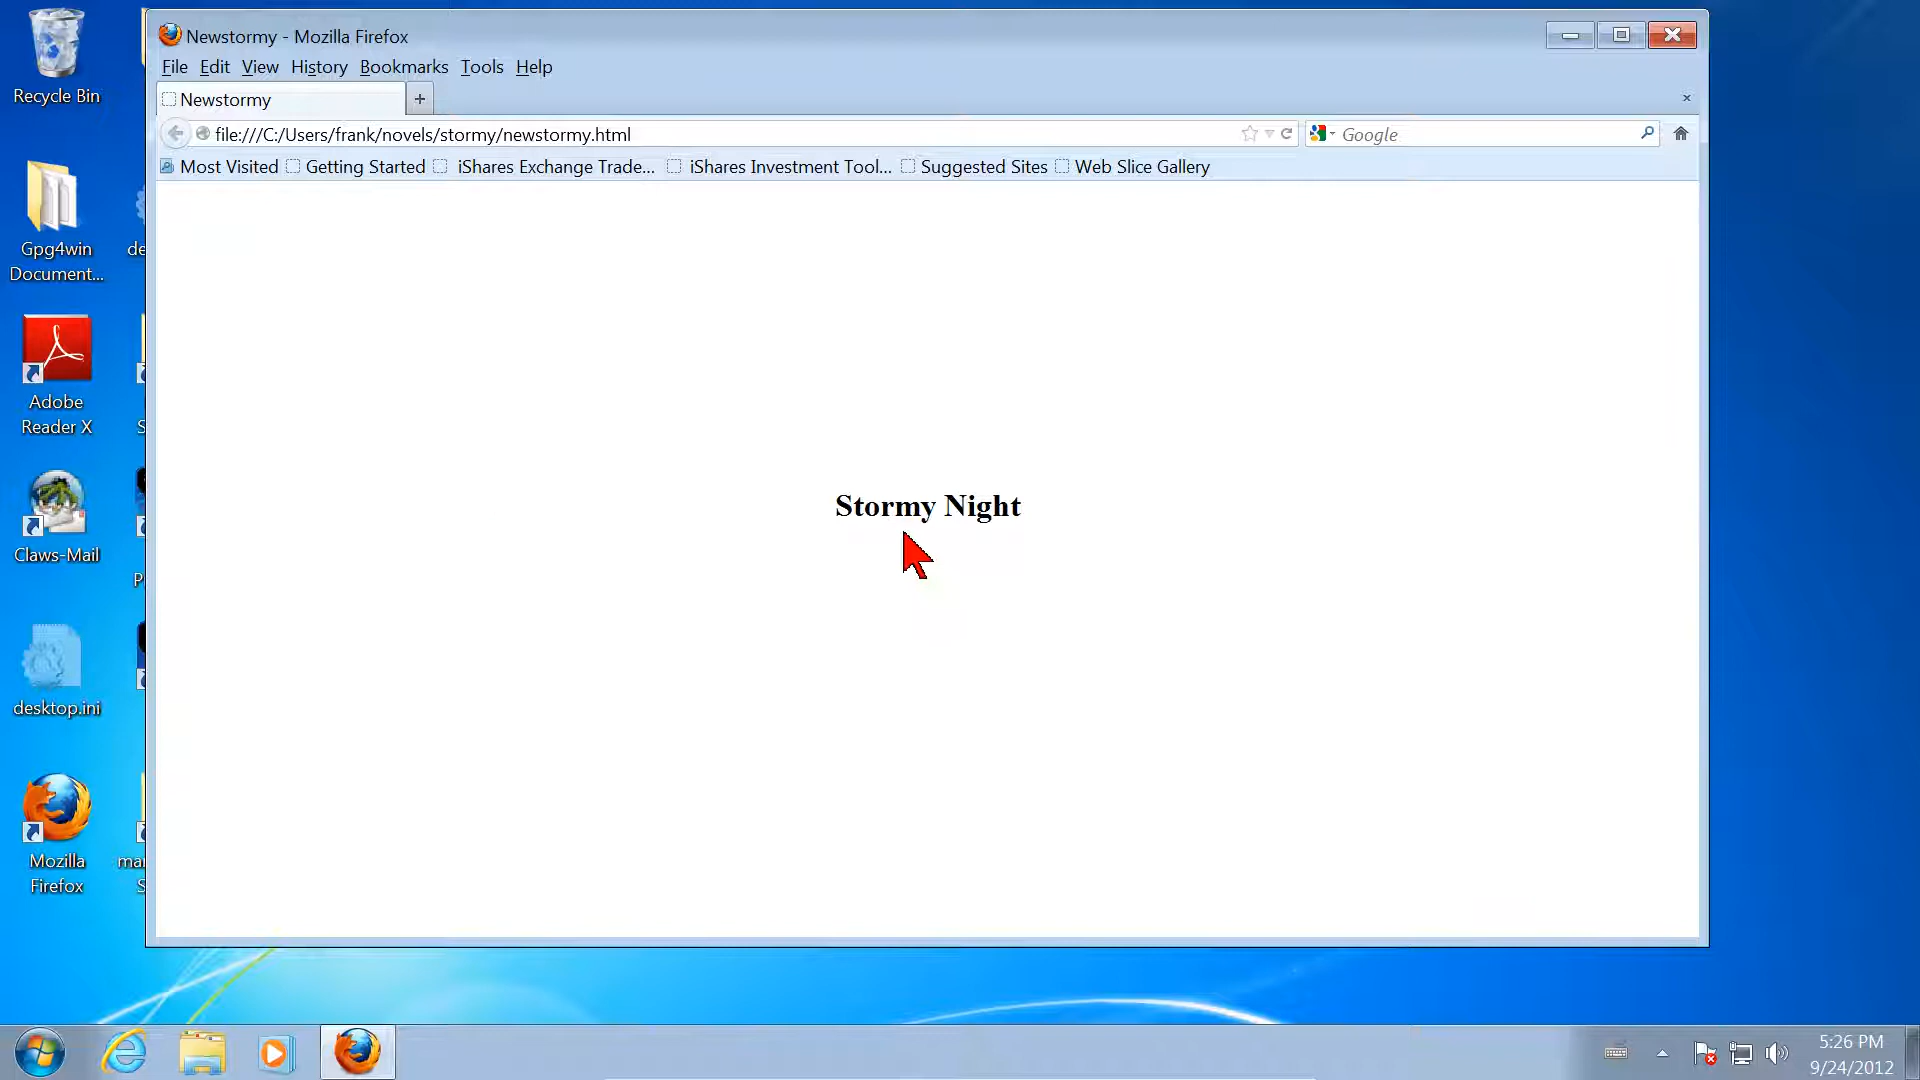 Recycle Bin
Gpg4win
Document...
Adobe
Reader X
Claws-Mail
desktop.ini
Mozilla
Firefox
Newstormy - Mozilla Firefox
File Edit View History Bookmarks Tools Help
Newstormy
file:///C:/Users/frank/novels/stormy/newstormy.html
Google
Most Visited Getting Started iShares Exchange Trade... iShares Investment Tool... Suggested Sites Web Slice Gallery
Stormy Night
5:26 PM
9/24/2012